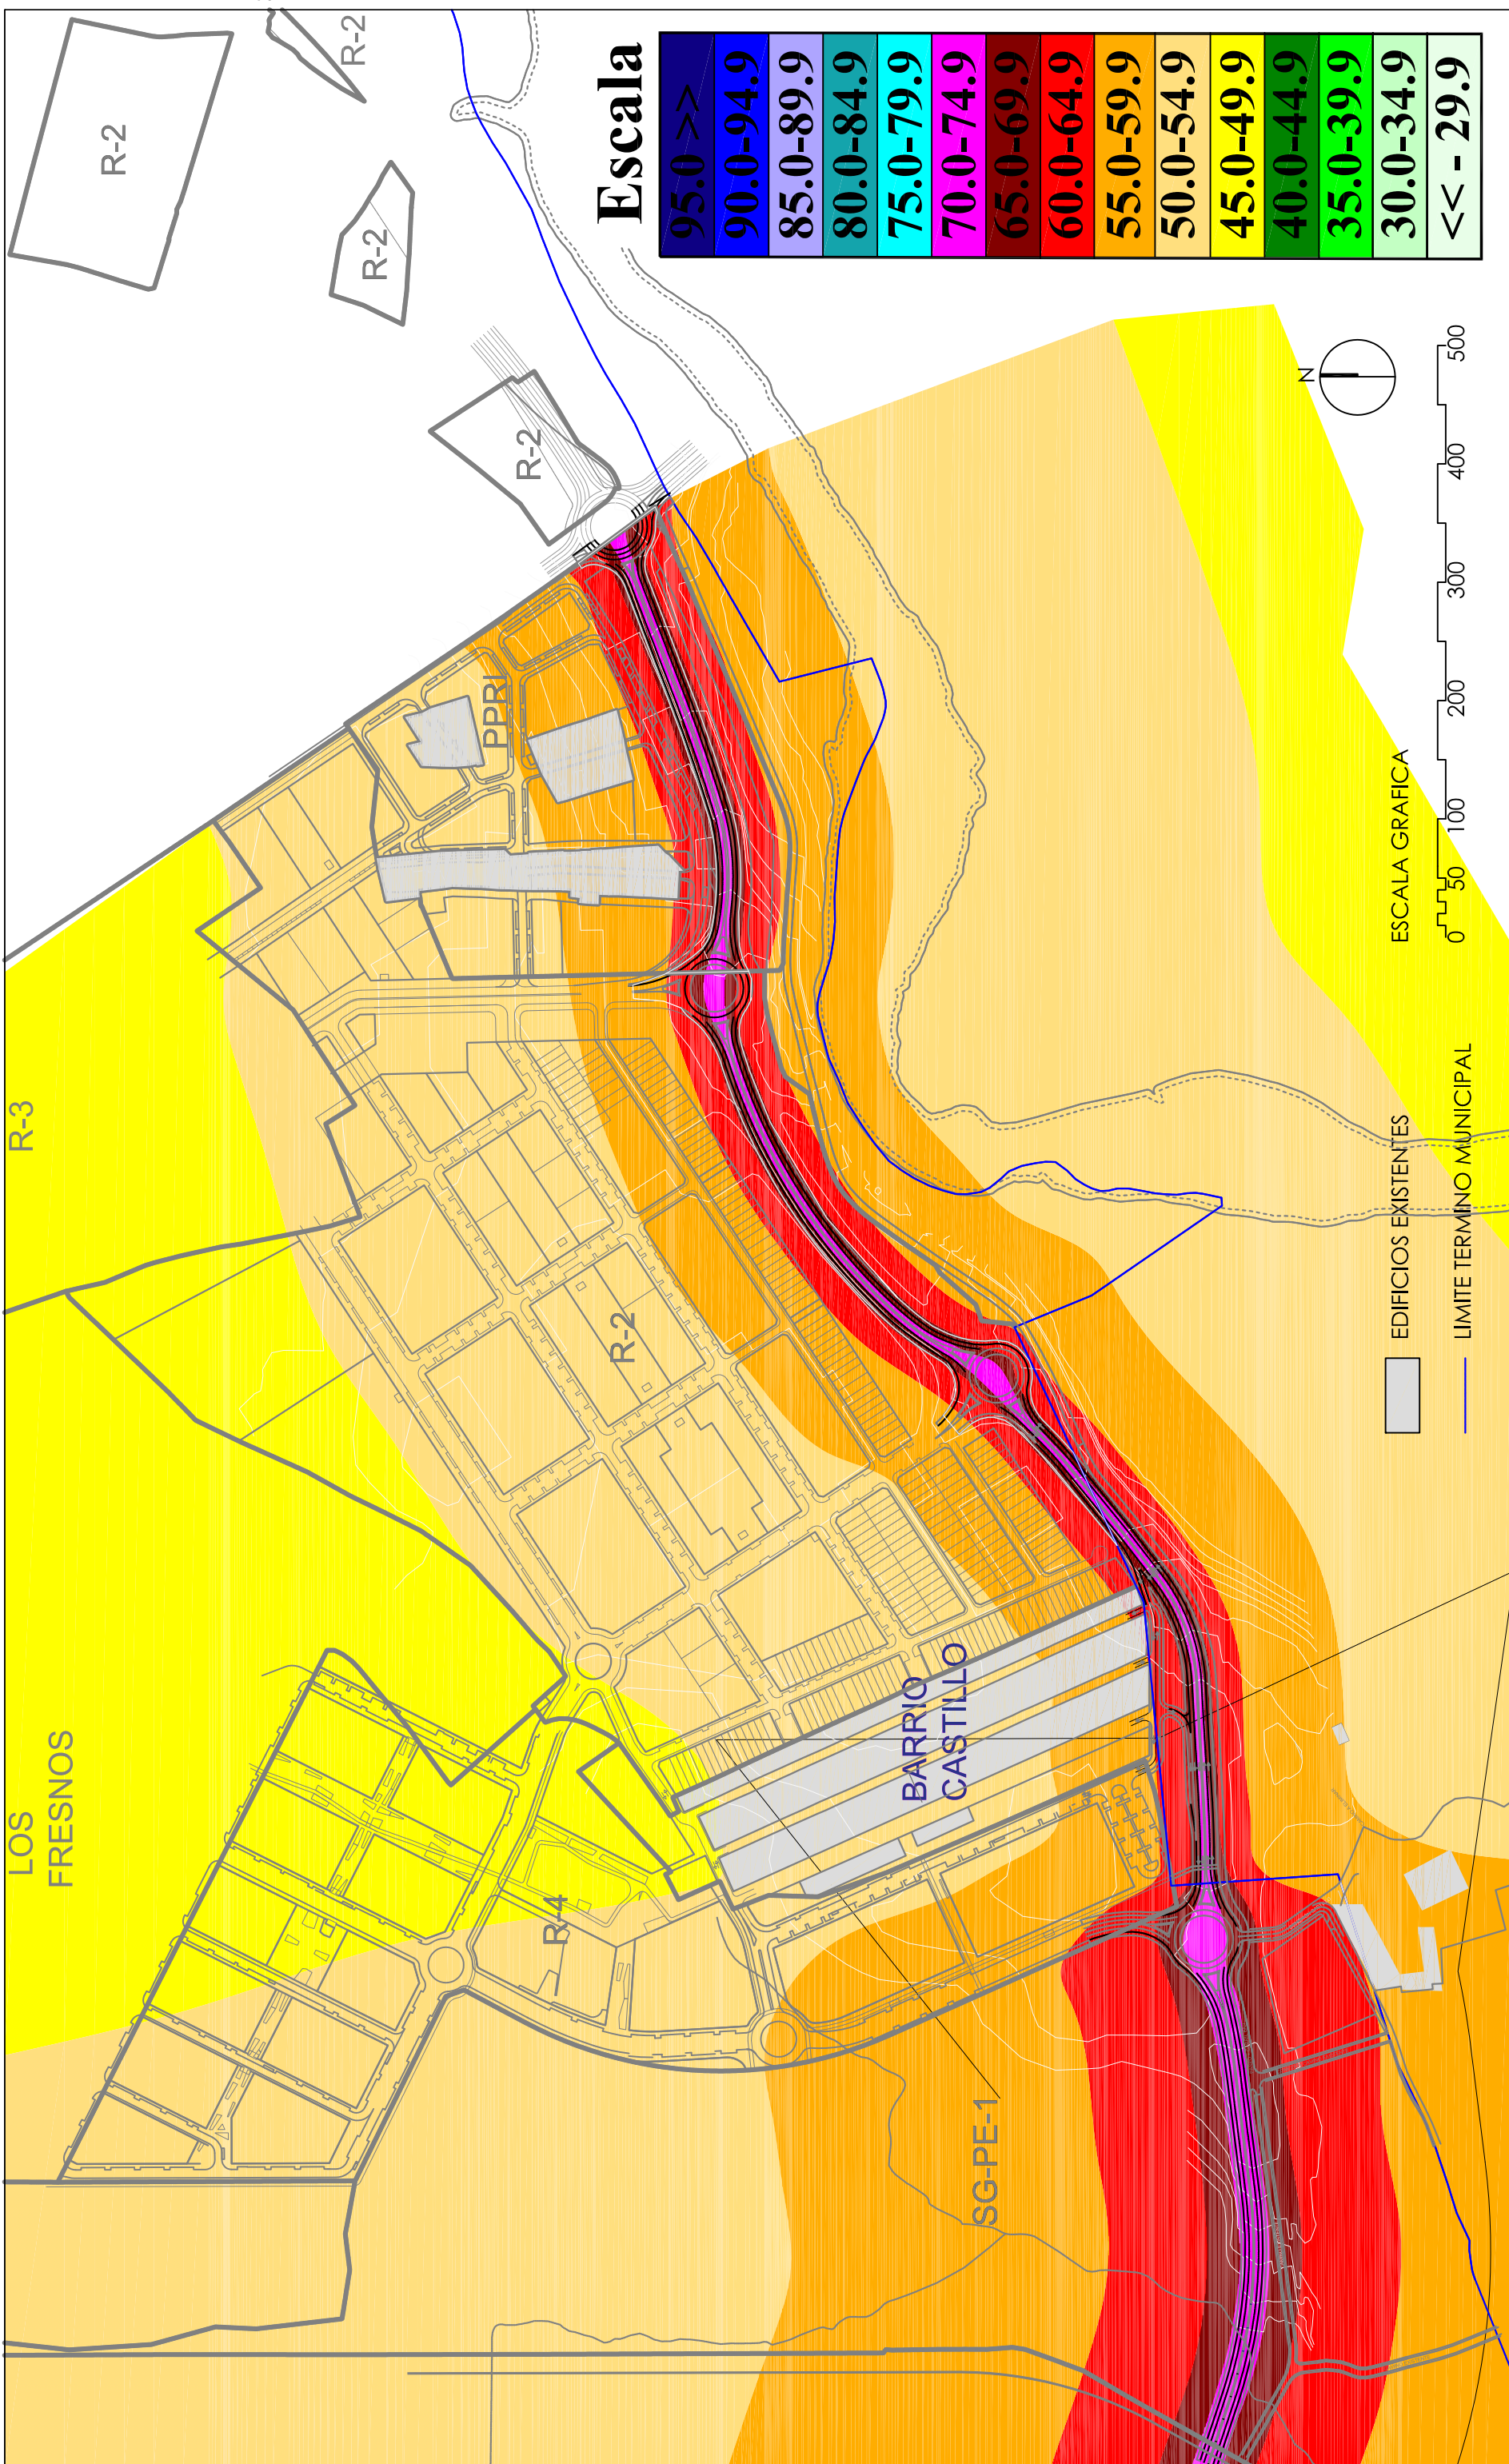 LOS
FRESNOS
R-3
R-2
R-2
R-2
R-2
PPRI
R-2
R-4
BARRIO
CASTILLO
SG-PE-1
Escala
95.0 >>
90.0-94.9
85.0-89.9
80.0-84.9
75.0-79.9
70.0-74.9
65.0-69.9
60.0-64.9
55.0-59.9
50.0-54.9
45.0-49.9
40.0-44.9
35.0-39.9
30.0-34.9
<< - 29.9
N
EDIFICIOS EXISTENTES
LIMITE TERMINO MUNICIPAL
ESCALA GRAFICA
0 50 100 200 300 400 500